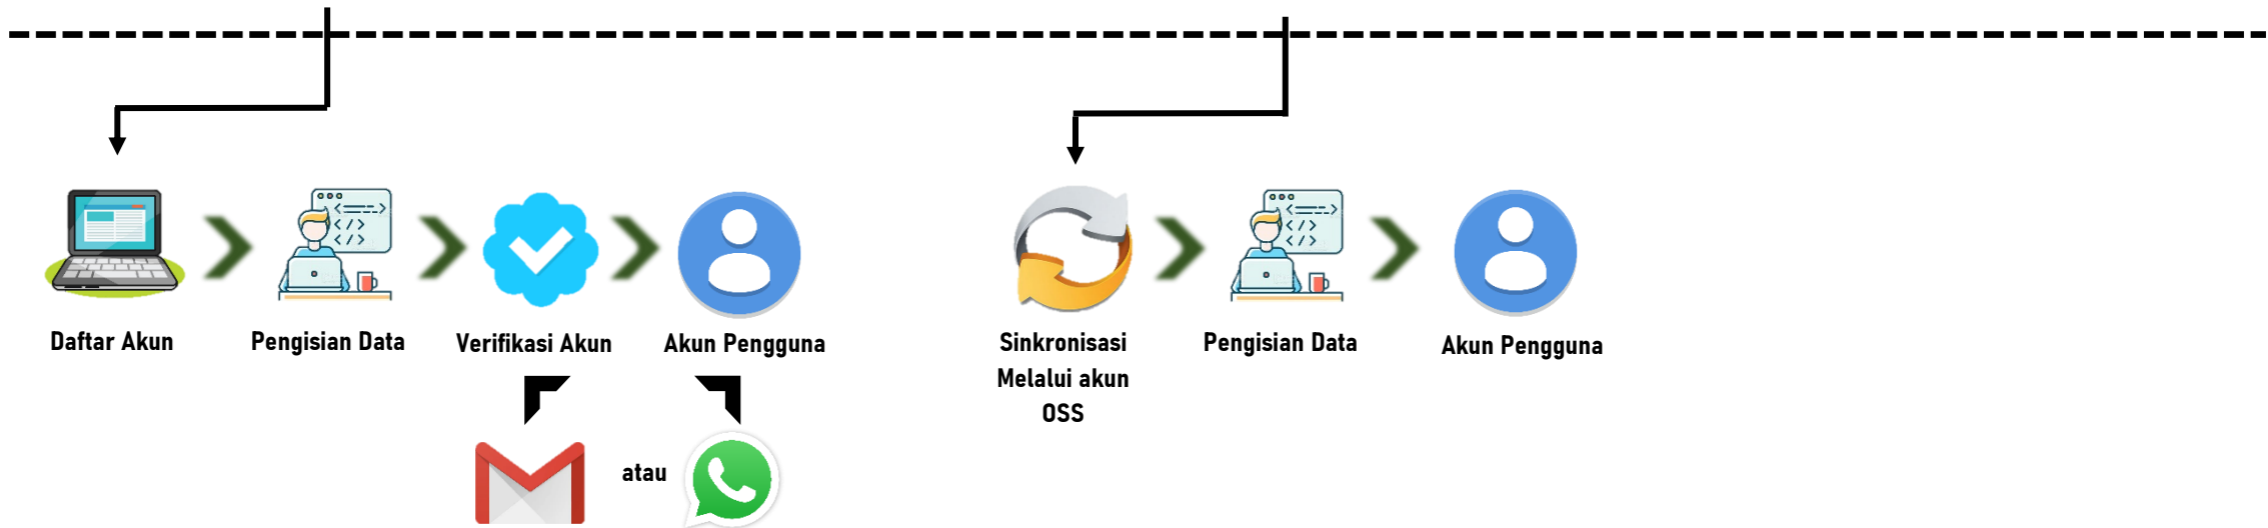 Daftar Akun
Pengisian Data
Verifikasi Akun
Akun Pengguna
atau
Sinkronisasi
Melalui akun
OSS
Pengisian Data
Akun Pengguna